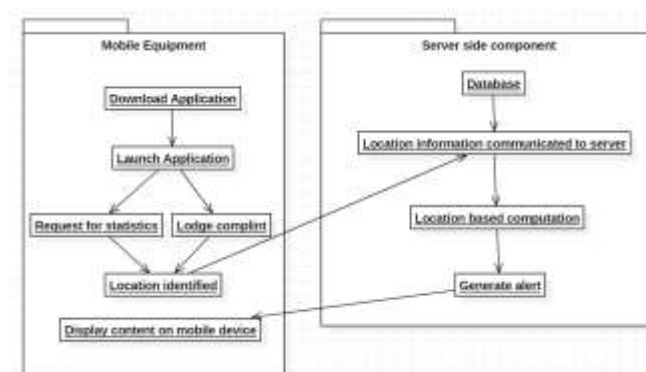 Mobile Equipment
Download Application
Launch Application
Request for statistics
Lodge complint
Location identified
Display content on mobile device
Server side component
Database
Location information communicated to server
Location based computation
Generate alert